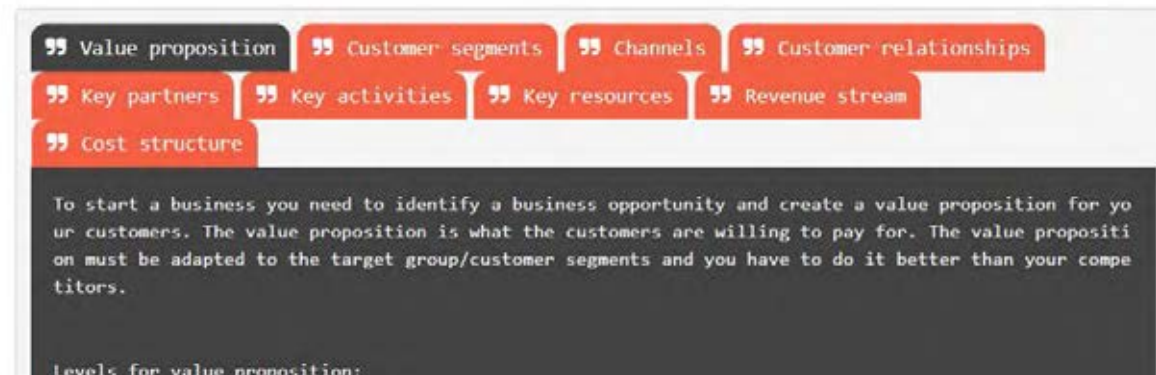 Value proposition Customer segments Channels Customer relationships
Key partners Key activities Key resources Revenue stream
Cost structure
To start a business you need to identify a business opportunity and create a value proposition for yo
ur customers. The value proposition is what the customers are willing to pay for. The value propositi
on must be adapted to the target group/customer segments and you have to do it better than your compe
titors.
Levels for value proposition: